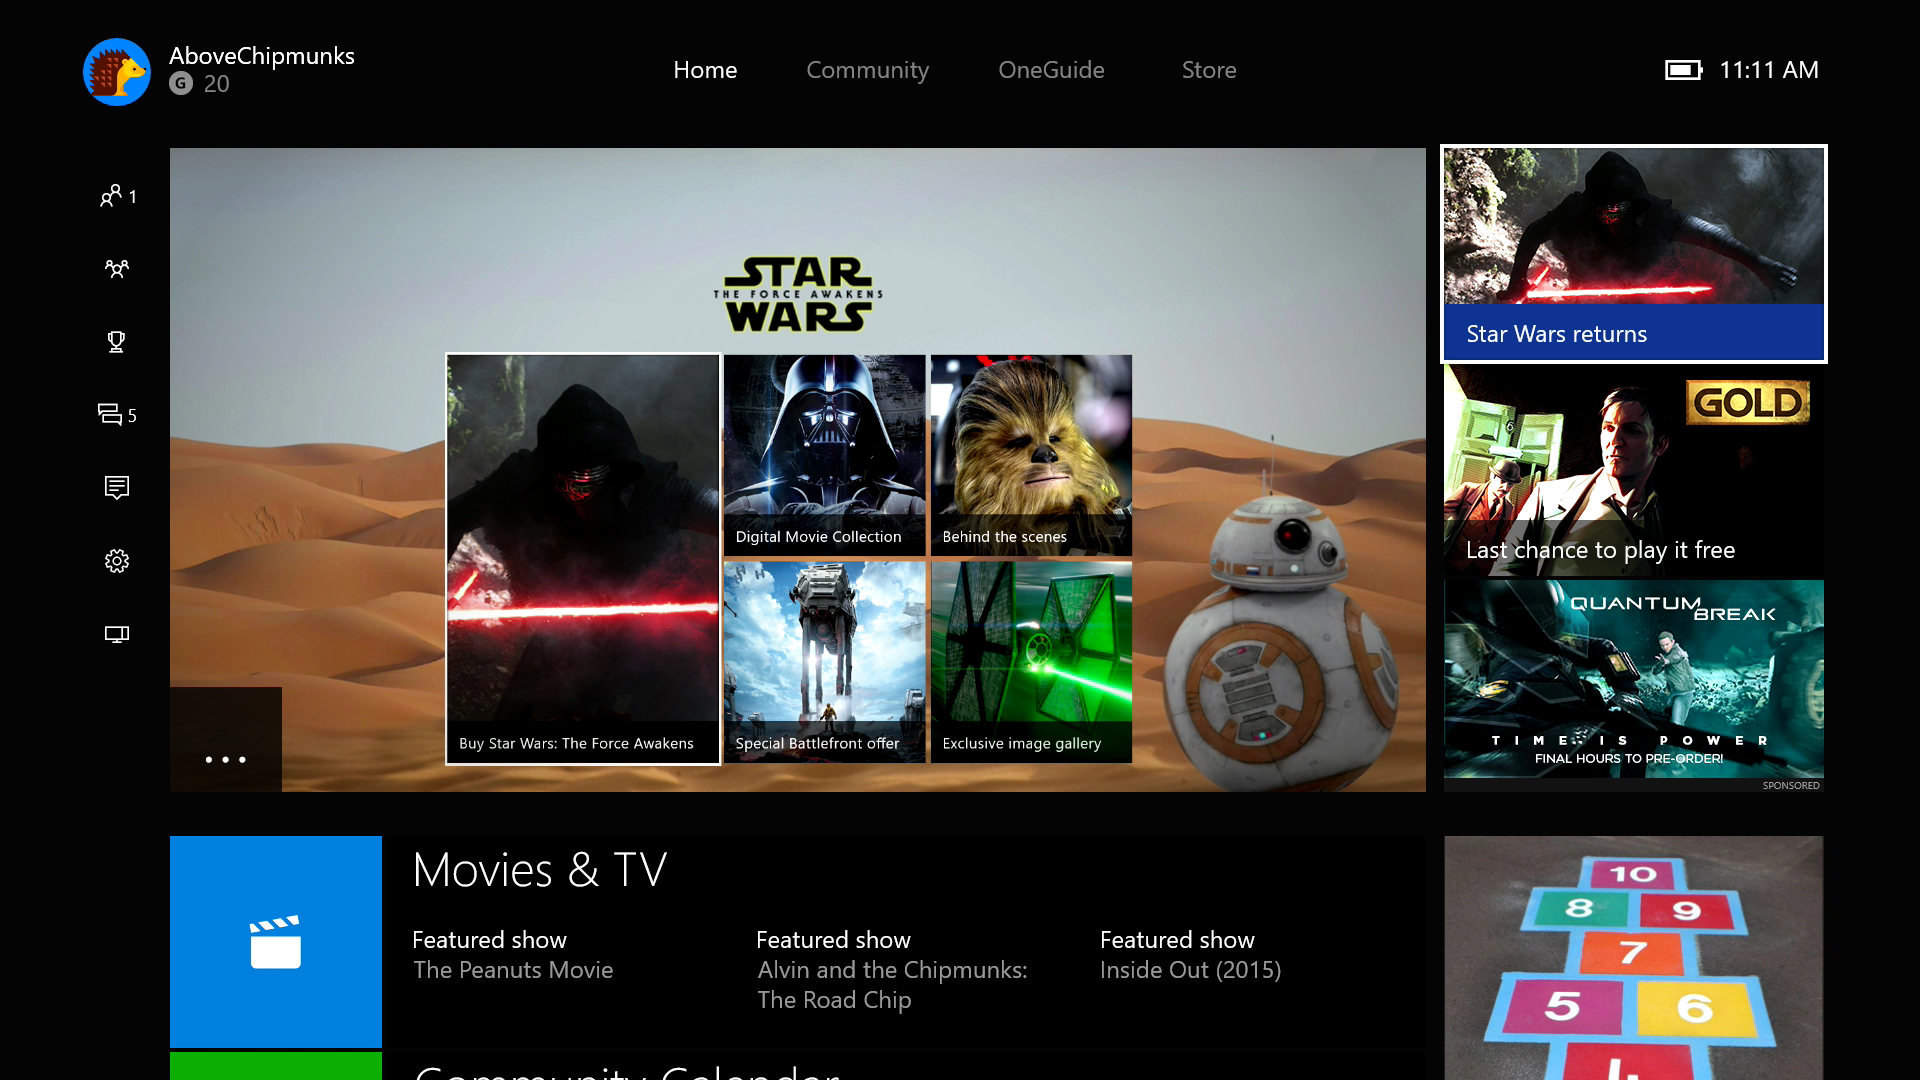 AboveChipmunks
G 20
Home
Community
OneGuide
Store
11:11 AM
1
5
STAR
THE FORCE AWAKENS
WARS
Buy Star Wars: The Force Awakens
Digital Movie Collection
Behind the scenes
Special Battlefront offer
Exclusive image gallery
Star Wars returns
6
GOLD
Last chance to play it free
QUANTUM
BREAK
TIME IS POWER
FINAL HOURS TO PRE-ORDER!
SPONSORED
Movies & TV
Featured show
The Peanuts Movie
Featured show
Alvin and the Chipmunks:
The Road Chip
Featured show
Inside Out (2015)
10
8
9
7
5
6
4
Community Calendar